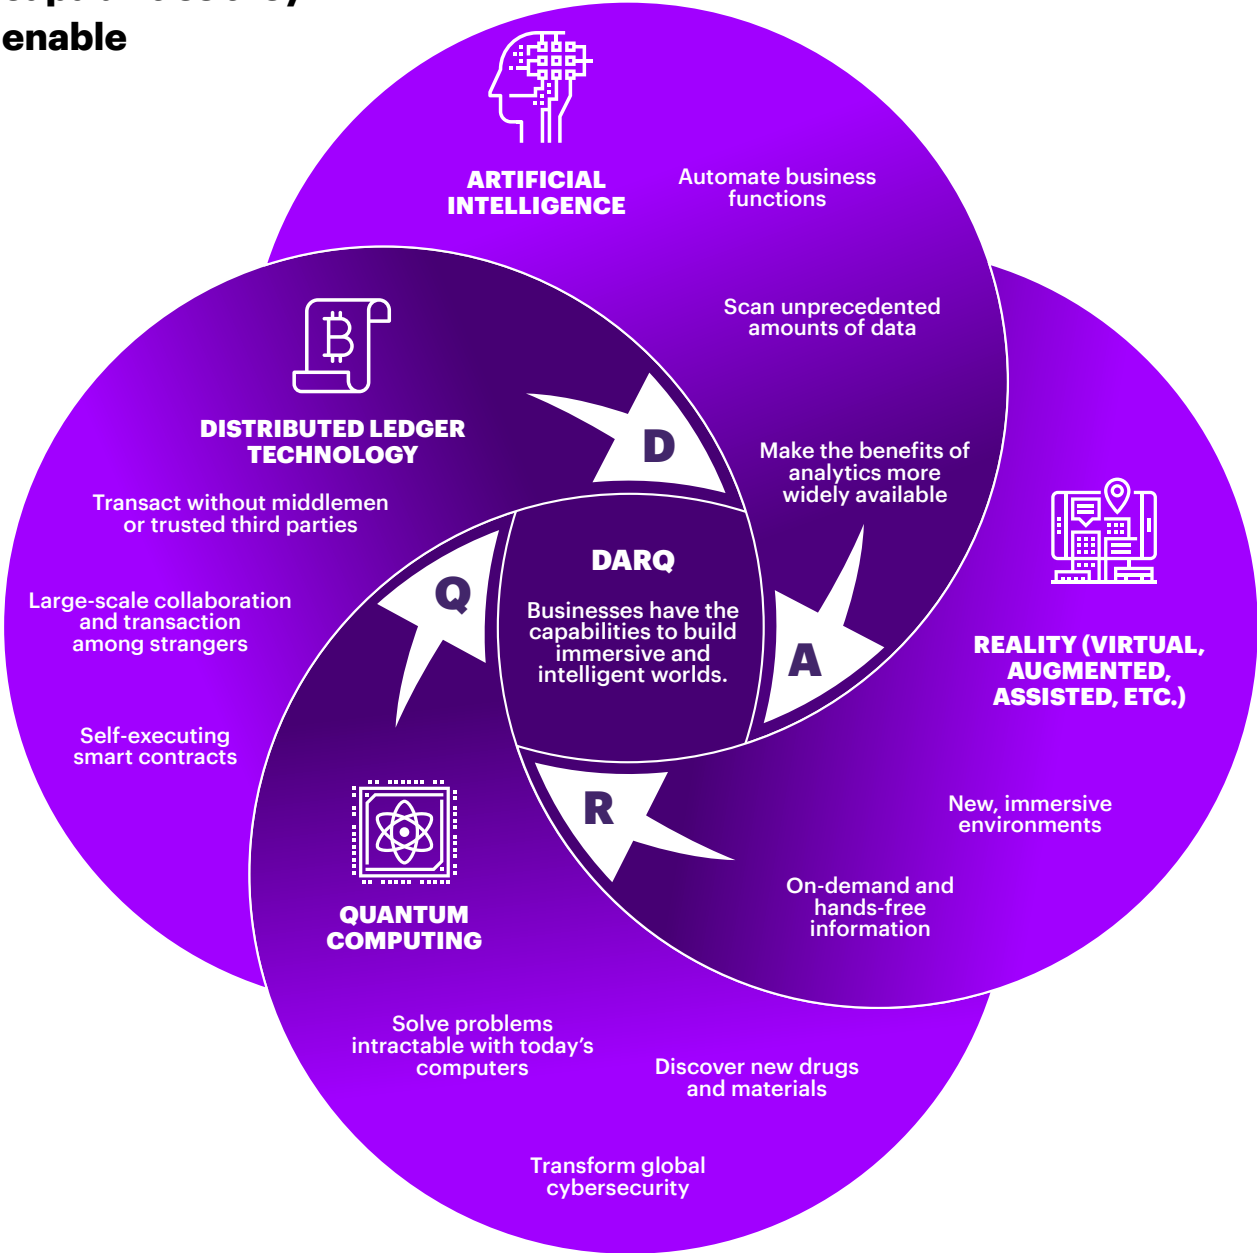 enable
ARTIFICIAL
INTELLIGENCE
Automate business
functions
Scan unprecedented
amounts of data
Make the benefits of
analytics more
widely available
DISTRIBUTED LEDGER
TECHNOLOGY
Transact without middlemen
or trusted third parties
Large-scale collaboration
and transaction
among strangers
Self-executing
smart contracts
D
A
R
Q
DARQ
Businesses have the
capabilities to build
immersive and
intelligent worlds.
REALITY (VIRTUAL,
AUGMENTED,
ASSISTED, ETC.)
New, immersive
environments
On-demand and
hands-free
information
QUANTUM
COMPUTING
Solve problems
intractable with today’s
computers
Discover new drugs
and materials
Transform global
cybersecurity